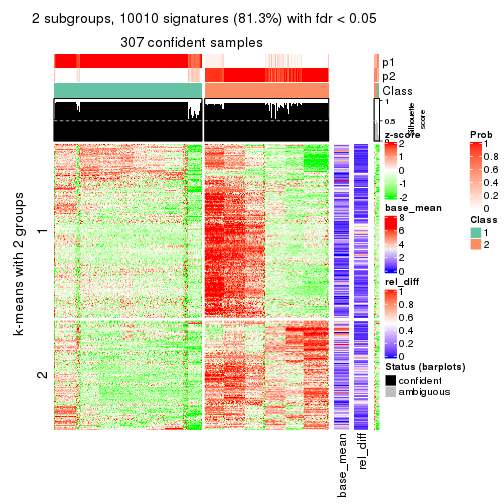 2 subgroups, 10010 signatures (81.3%) with fdr < 0.05
307 confident samples
p1
p2
Class
1
0.5
0
Silhouette
score
k-means with 2 groups
1
2
base_mean
rel_diff
z-score
2
1
0
-1
-2
base_mean
8
6
4
2
0
rel_diff
1
0.8
0.6
0.4
0.2
0
Status (barplots)
confident
ambiguous
Prob
1
0.8
0.6
0.4
0.2
0
Class
1
2